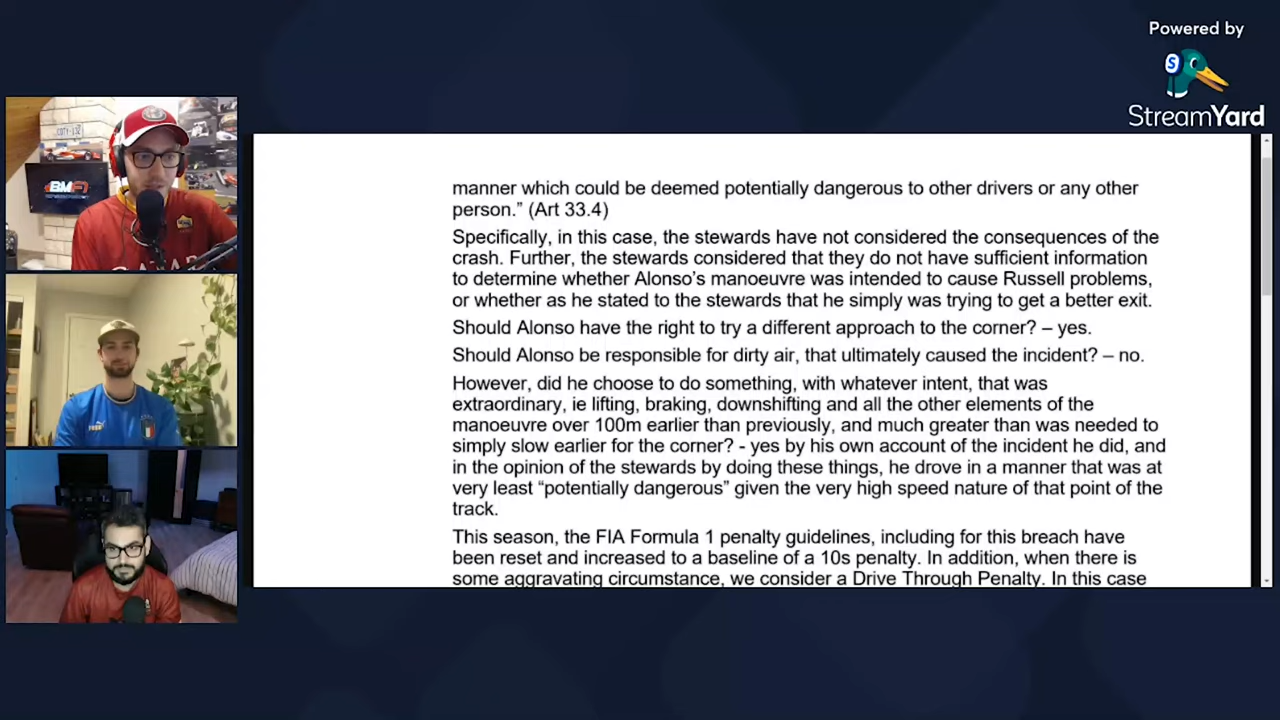 Powered by
StreamYard
BMF1
manner which could be deemed potentially dangerous to other drivers or any other
person.” (Art 33.4)
Specifically, in this case, the stewards have not considered the consequences of the
crash. Further, the stewards considered that they do not have sufficient information
to determine whether Alonso’s manoeuvre was intended to cause Russell problems,
or whether as he stated to the stewards that he simply was trying to get a better exit.
Should Alonso have the right to try a different approach to the corner? – yes.
Should Alonso be responsible for dirty air, that ultimately caused the incident? – no.
However, did he choose to do something, with whatever intent, that was
extraordinary, ie lifting, braking, downshifting and all the other elements of the
manoeuvre over 100m earlier than previously, and much greater than was needed to
simply slow earlier for the corner? - yes by his own account of the incident he did, and
in the opinion of the stewards by doing these things, he drove in a manner that was at
very least “potentially dangerous” given the very high speed nature of that point of the
track.
This season, the FIA Formula 1 penalty guidelines, including for this breach have
been reset and increased to a baseline of a 10s penalty. In addition, when there is
some aggravating circumstance, we consider a Drive Through Penalty. In this case